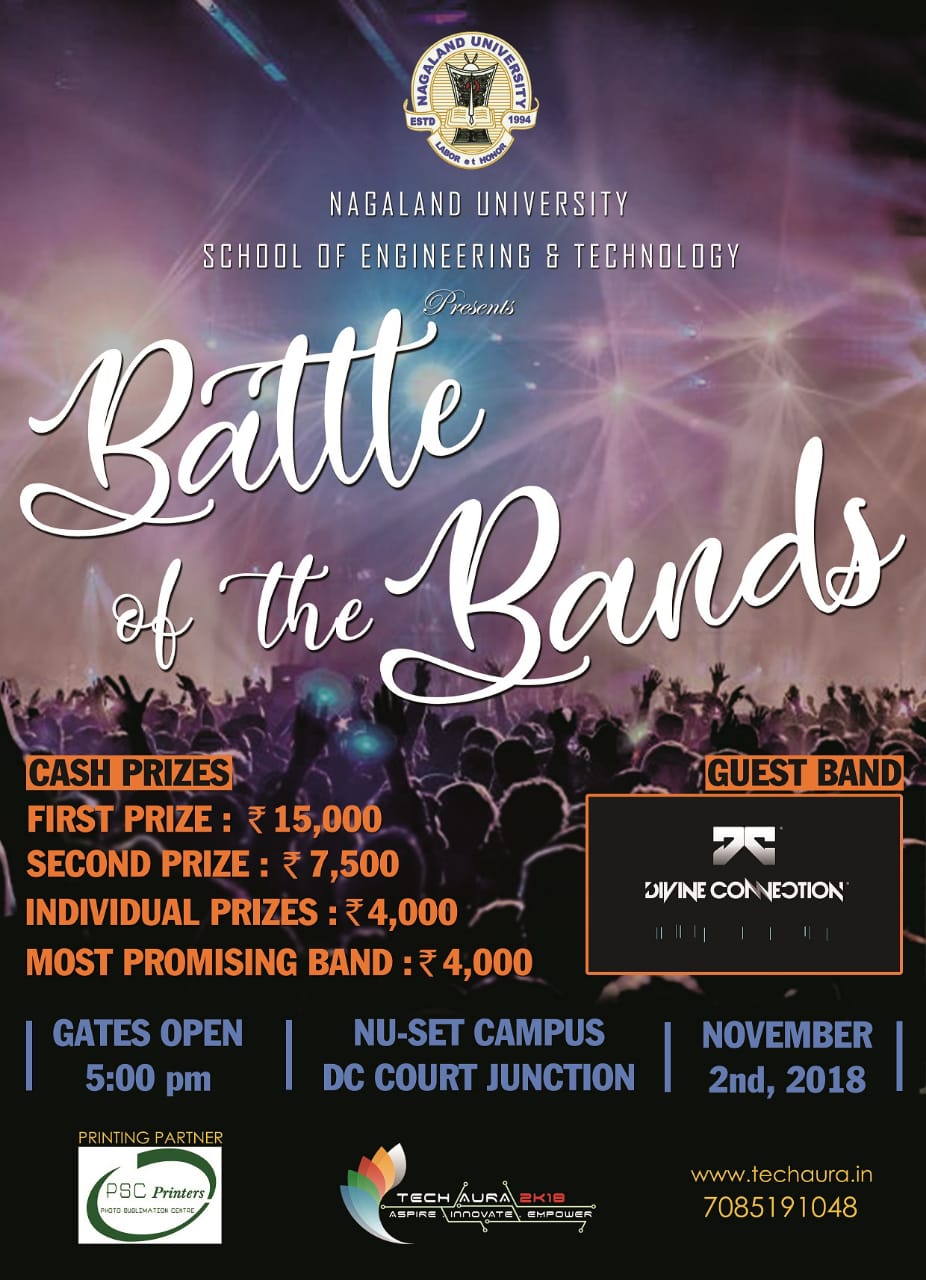 NAGALAND UNIVERSITY
ESTD 1994
LABOR et HONOR
NAGALAND UNIVERSITY
SCHOOL OF ENGINEERING & TECHNOLOGY
Presents
Battle
of the Bands
CASH PRIZES
FIRST PRIZE : ₹ 15,000
SECOND PRIZE : ₹ 7,500
INDIVIDUAL PRIZES : ₹ 4,000
MOST PROMISING BAND : ₹ 4,000
GUEST BAND
DC
DIVINE CONNECTION
GATES OPEN
5:00 pm
NU-SET CAMPUS
DC COURT JUNCTION
NOVEMBER
2nd, 2018
PRINTING PARTNER
PSC Printers
PHOTO SUBLIMATION CENTRE
TECH AURA 2K18
ASPIRE INNOVATE EMPOWER
www.techaura.in
7085191048